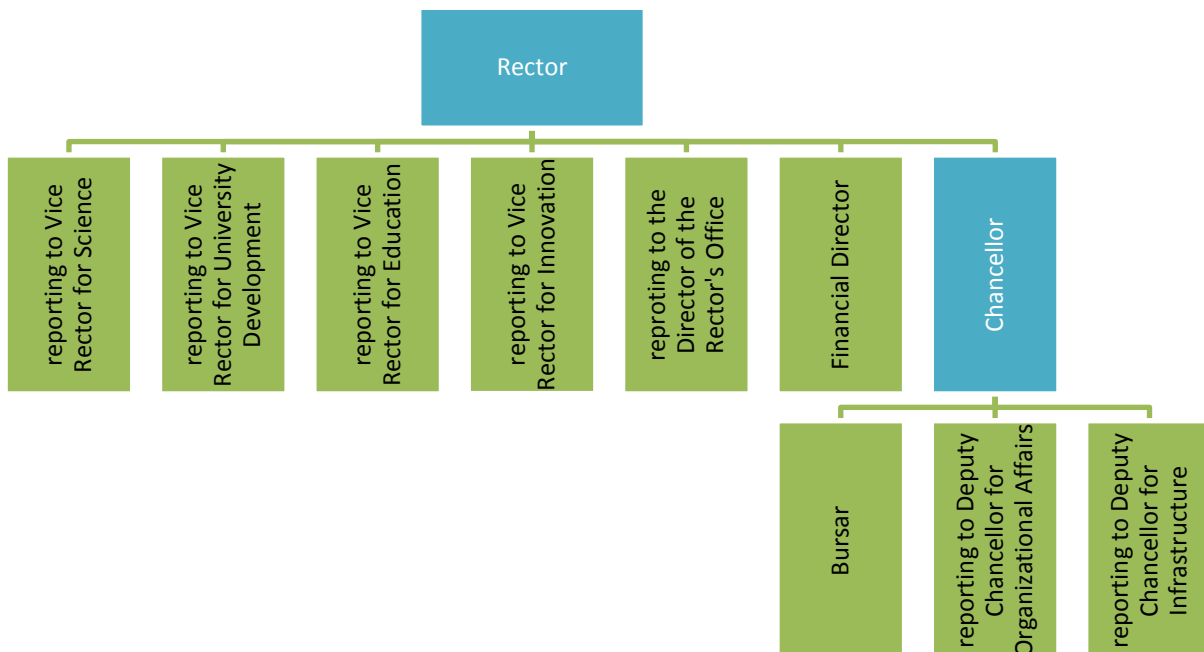 Rector
reporting to Vice
Rector for Science
reporting to Vice
Rector for University
Development
reporting to Vice
Rector for Education
reporting to Vice
Rector for Innovation
reproting to the
Director of the
Rector's Office
Financial Director
Chancellor
Bursar
reporting to Deputy
Chancellor for
Organizational Affairs
reporting to Deputy
Chancellor for
Infrastructure